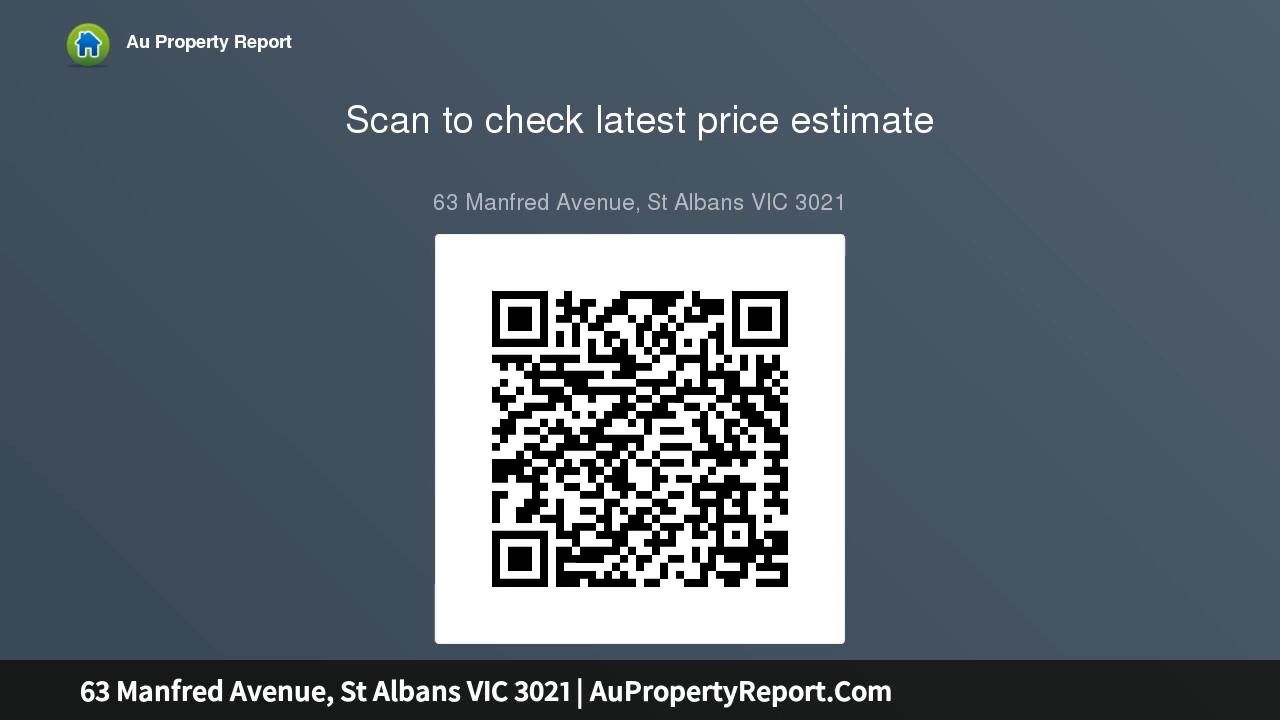 Au Property Report
Scan to check latest price estimate
63 Manfred Avenue, St Albans VIC 3021
63 Manfred Avenue, St Albans VIC 3021 | AuPropertyReport.Com